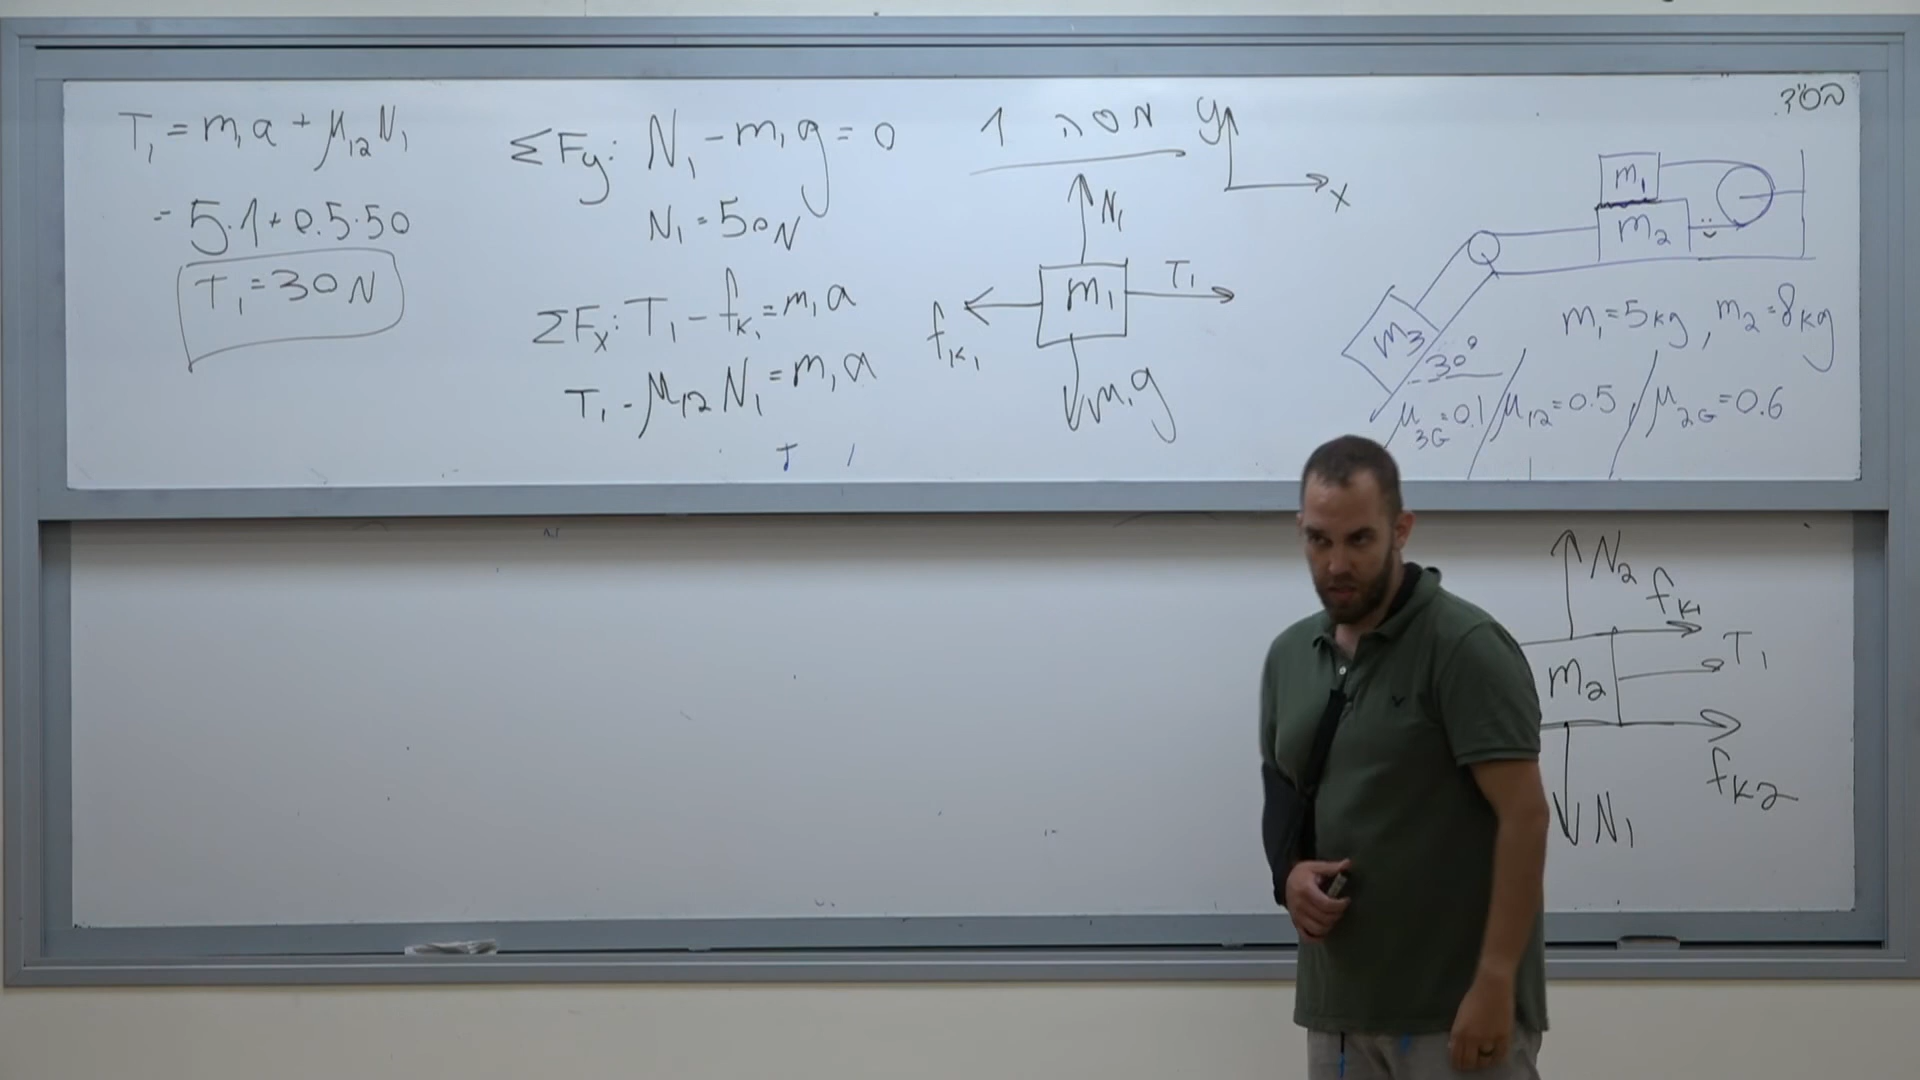 בס"ד
m₁
m₂
m₃
30°
m₁=5kg, m₂=8kg
μ₃G=0.1 / μ₁₂=0.5 / μ₂G=0.6
מסה 1
y
x
N₁
T₁
m₁
fₖ₁
m₁g
ΣFy: N₁-m₁g=0
N₁=50N
ΣFx: T₁-fₖ₁=m₁a
T₁-μ₁₂N₁=m₁a
T₁=m₁a+μ₁₂N₁
=5·1+0.5·50
T₁=30N
N₂
fₖ₁
T₁
m₂
fₖ₂
N₁